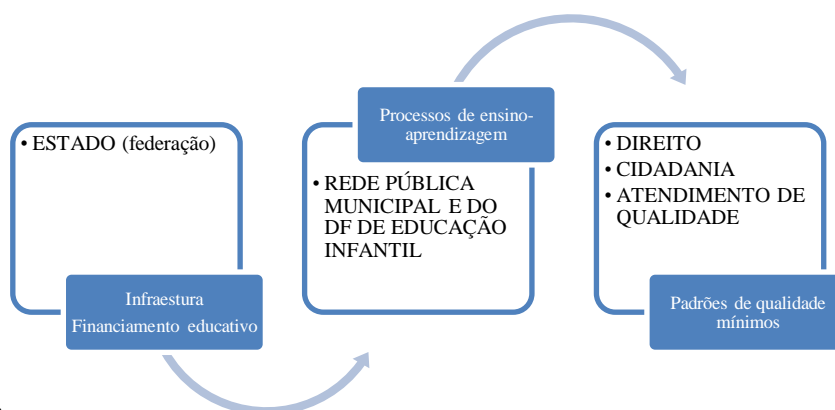 • ESTADO (federação)
Infraestura
Financiamento educativo
Processos de ensino-
aprendizagem
• REDE PÚBLICA
MUNICIPAL E DO
DF DE EDUCAÇÃO
INFANTIL
• DIREITO
• CIDADANIA
• ATENDIMENTO DE
QUALIDADE
Padrões de qualidade
mínimos